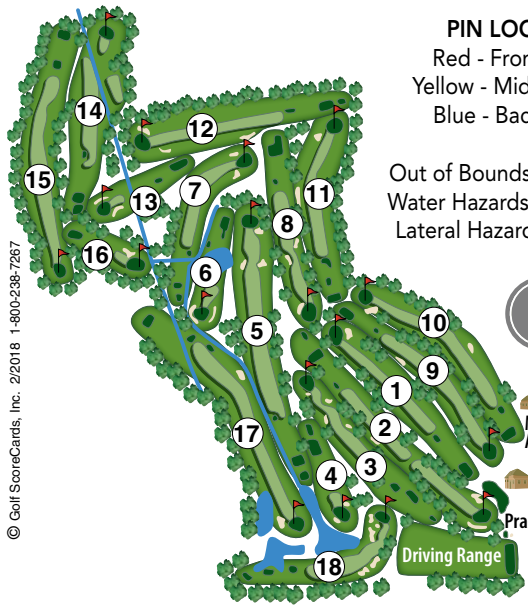 PIN LOC
Red - Fron
Yellow - Mid
Blue - Bac
Out of Bounds
Water Hazards
Lateral Hazard
14
12
15
13
7
11
8
16
6
10
5
9
1
2
17
3
4
18
Driving Range
Pra
© Golf ScoreCards, Inc. 2/2018 1-800-238-7267